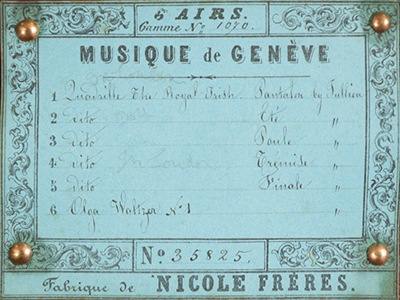 6 AIRS.
Gamme No 1070.
MUSIQUE de GENÈVE
1 Quadrille The Royal Irish Pantalon by Jullien
2 Dito Eté "
3 Dito Poule "
4 Dito Trenise "
5 Dito Finale "
6 Olga Waltzer No 1 "
No. 35825.
Fabrique de NICOLE FRÈRES.